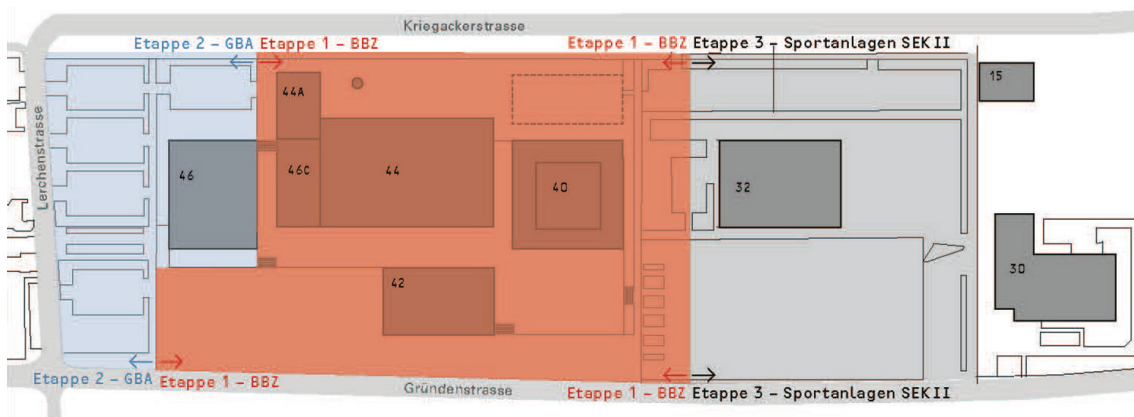 Kriegackerstrasse
Etappe 2 – GBA
Etappe 1 – BBZ
Etappe 1 – BBZ
Etappe 3 – Sportanlagen SEK II
15
44A
Lerchenstrasse
46
46C
44
40
32
30
42
Etappe 2 – GBA
Etappe 1 – BBZ
Gründenstrasse
Etappe 1 – BBZ
Etappe 3 – Sportanlagen SEK II